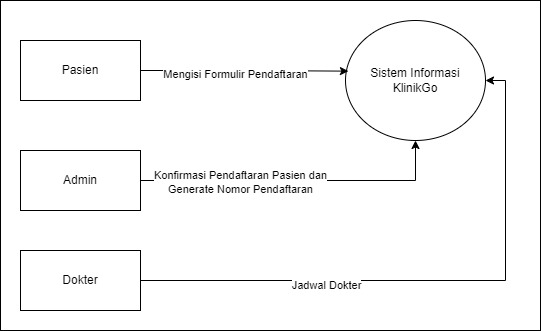 Pasien
Mengisi Formulir Pendaftaran
Sistem Informasi
KlinikGo
Admin
Konfirmasi Pendaftaran Pasien dan
Generate Nomor Pendaftaran
Dokter
Jadwal Dokter